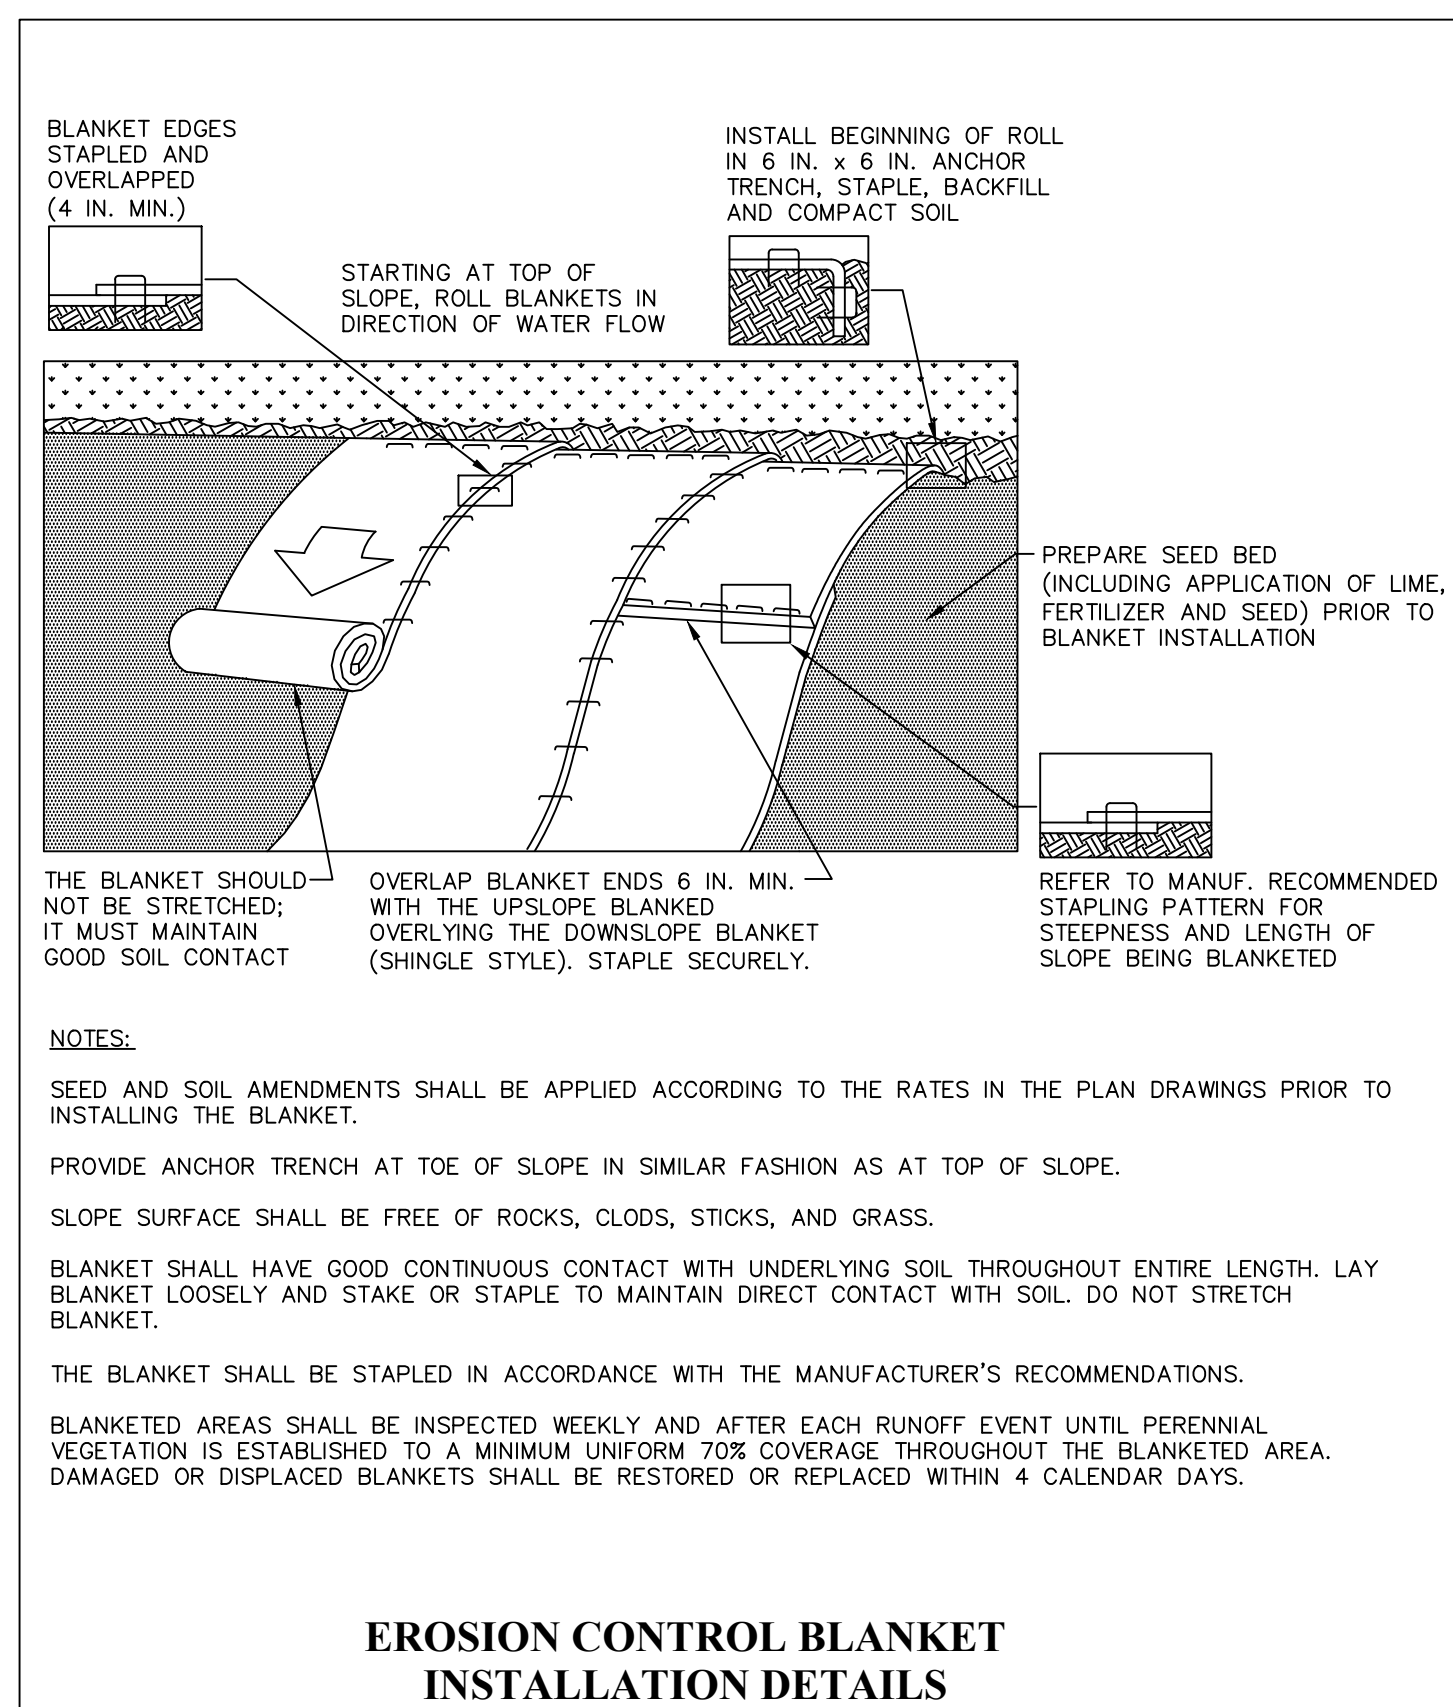 BLANKET EDGES
STAPLED AND
OVERLAPPED
(4 IN. MIN.)
INSTALL BEGINNING OF ROLL
IN 6 IN. x 6 IN. ANCHOR
TRENCH, STAPLE, BACKFILL
AND COMPACT SOIL
STARTING AT TOP OF
SLOPE, ROLL BLANKETS IN
DIRECTION OF WATER FLOW
PREPARE SEED BED
(INCLUDING APPLICATION OF LIME,
FERTILIZER AND SEED) PRIOR TO
BLANKET INSTALLATION
THE BLANKET SHOULD
NOT BE STRETCHED;
IT MUST MAINTAIN
GOOD SOIL CONTACT
OVERLAP BLANKET ENDS 6 IN. MIN.
WITH THE UPSLOPE BLANKED
OVERLYING THE DOWNSLOPE BLANKET
(SHINGLE STYLE). STAPLE SECURELY.
REFER TO MANUF. RECOMMENDED
STAPLING PATTERN FOR
STEEPNESS AND LENGTH OF
SLOPE BEING BLANKETED
NOTES:
SEED AND SOIL AMENDMENTS SHALL BE APPLIED ACCORDING TO THE RATES IN THE PLAN DRAWINGS PRIOR TO
INSTALLING THE BLANKET.
PROVIDE ANCHOR TRENCH AT TOE OF SLOPE IN SIMILAR FASHION AS AT TOP OF SLOPE.
SLOPE SURFACE SHALL BE FREE OF ROCKS, CLODS, STICKS, AND GRASS.
BLANKET SHALL HAVE GOOD CONTINUOUS CONTACT WITH UNDERLYING SOIL THROUGHOUT ENTIRE LENGTH. LAY
BLANKET LOOSELY AND STAKE OR STAPLE TO MAINTAIN DIRECT CONTACT WITH SOIL. DO NOT STRETCH
BLANKET.
THE BLANKET SHALL BE STAPLED IN ACCORDANCE WITH THE MANUFACTURER'S RECOMMENDATIONS.
BLANKETED AREAS SHALL BE INSPECTED WEEKLY AND AFTER EACH RUNOFF EVENT UNTIL PERENNIAL
VEGETATION IS ESTABLISHED TO A MINIMUM UNIFORM 70% COVERAGE THROUGHOUT THE BLANKETED AREA.
DAMAGED OR DISPLACED BLANKETS SHALL BE RESTORED OR REPLACED WITHIN 4 CALENDAR DAYS.
EROSION CONTROL BLANKET
INSTALLATION DETAILS